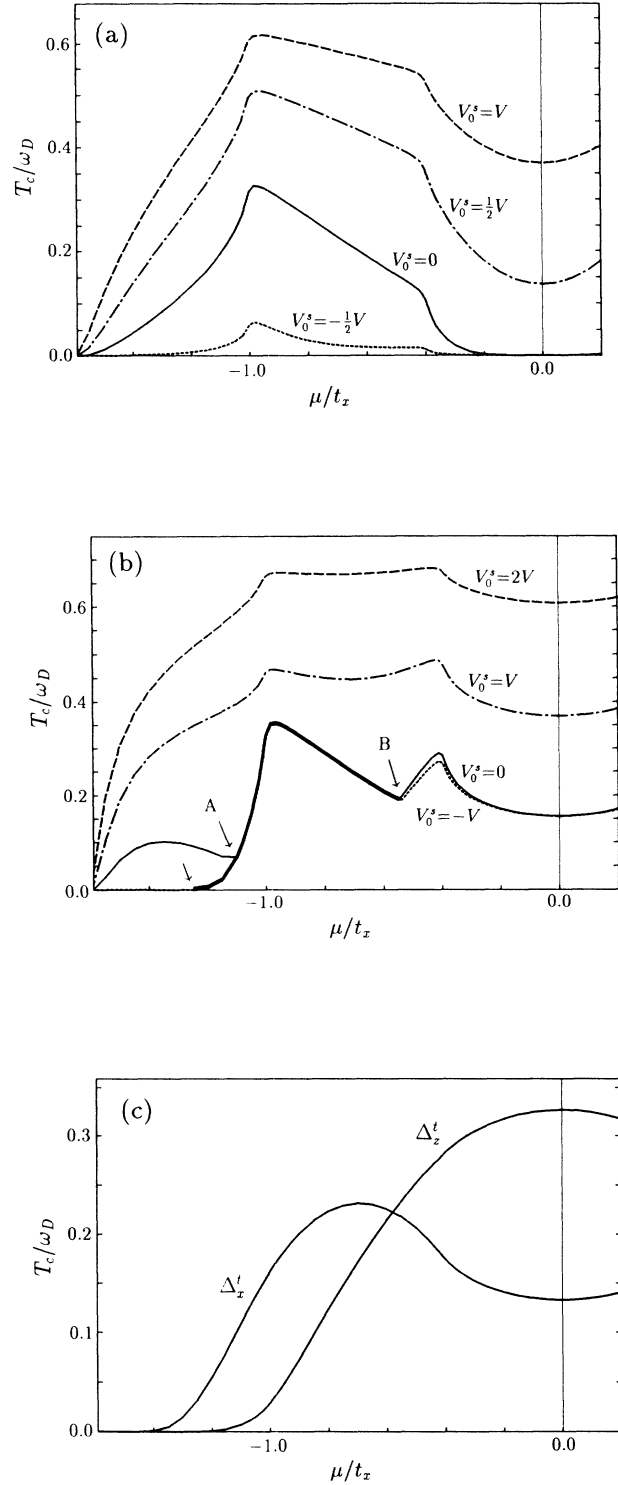 (a)
0.6
0.4
0.2
0.0
T_c/ω_D
V_0^s=V
V_0^s=½V
V_0^s=0
V_0^s=−½V
−1.0
0.0
μ/t_x
(b)
0.6
0.4
0.2
0.0
T_c/ω_D
V_0^s=2V
V_0^s=V
B
V_0^s=0
V_0^s=−V
A
−1.0
0.0
μ/t_x
(c)
0.3
0.2
0.1
0.0
T_c/ω_D
Δ_z^t
Δ_x^t
−1.0
0.0
μ/t_x